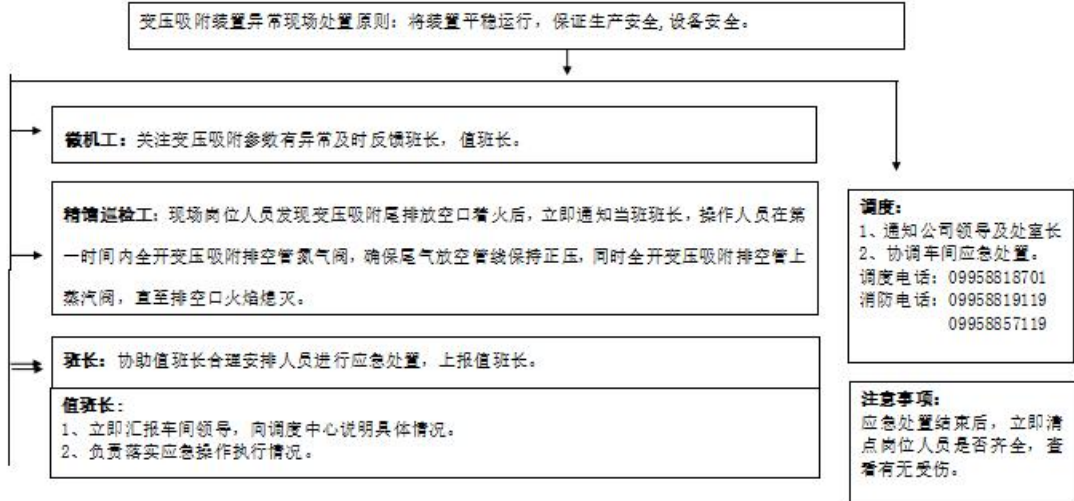 变压吸附装置异常现场处置原则：将装置平稳运行，保证生产安全,设备安全。
微机工：关注变压吸附参数有异常及时反馈班长，值班长。
精馏巡检工：现场岗位人员发现变压吸附尾排放空口着火后，立即通知当班班长，操作人员在第
一时间内全开变压吸附排空管氮气阀，确保尾气放空管线保持正压，同时全开变压吸附排空管上
蒸汽阀，直至排空口火焰熄灭。
班长：协助值班长合理安排人员进行应急处置，上报值班长。
值班长：
1、立即汇报车间领导，向调度中心说明具体情况。
2、负责落实应急操作执行情况。
调度：
1、通知公司领导及处室长
2、协调车间应急处置。
调度电话：09958818701
消防电话：09958819119
09958857119
注意事项：
应急处置结束后，立即清
点岗位人员是否齐全，查
看有无受伤。